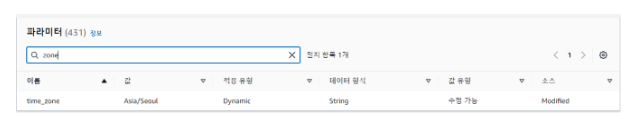 파라미터 (431) 정보
zone
일치 항목 1개
1
이름
값
적용 유형
데이터 형식
값 유형
소스
time_zone
Asia/Seoul
Dynamic
String
수정 가능
Modified